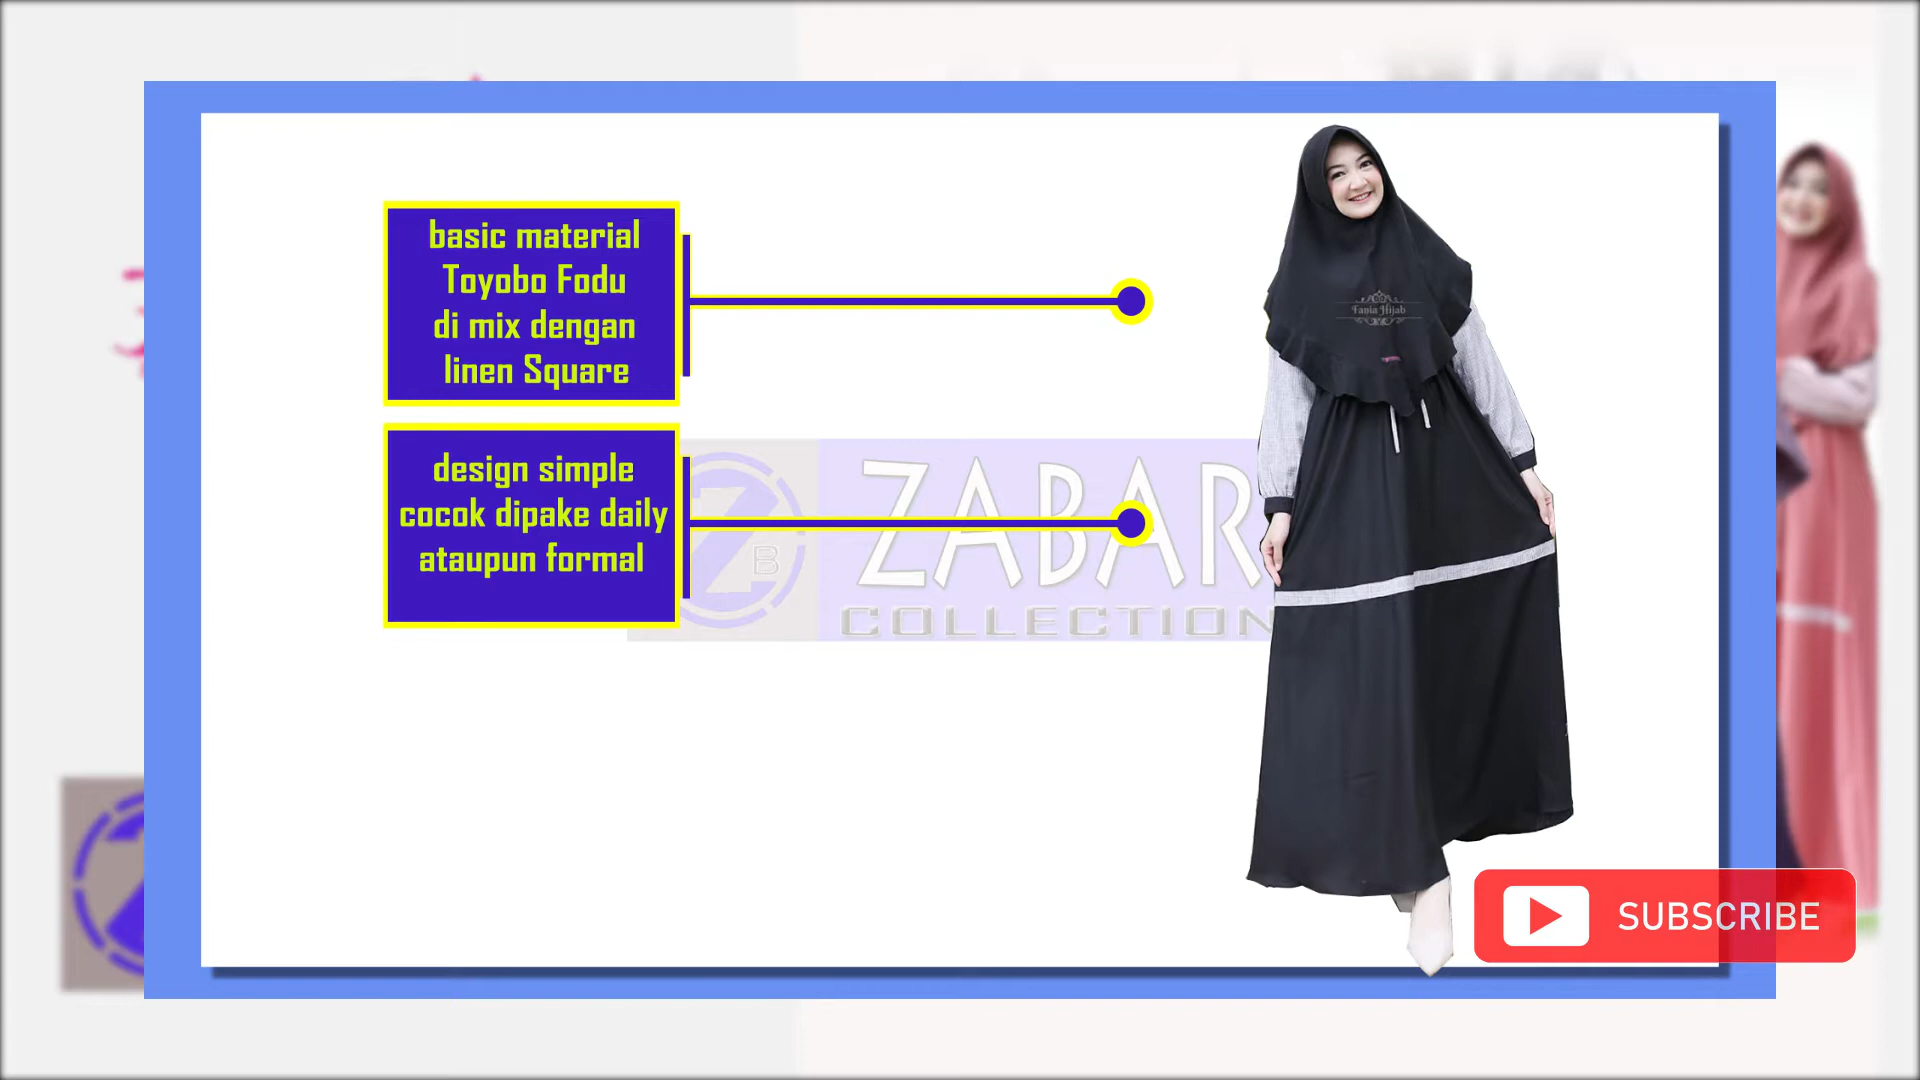 basic material
Toyobo Fodu
di mix dengan
linen Square
design simple
cocok dipake daily
ataupun formal
Z B
ZABAR
COLLECTION
Fania Hijab
SUBSCRIBE